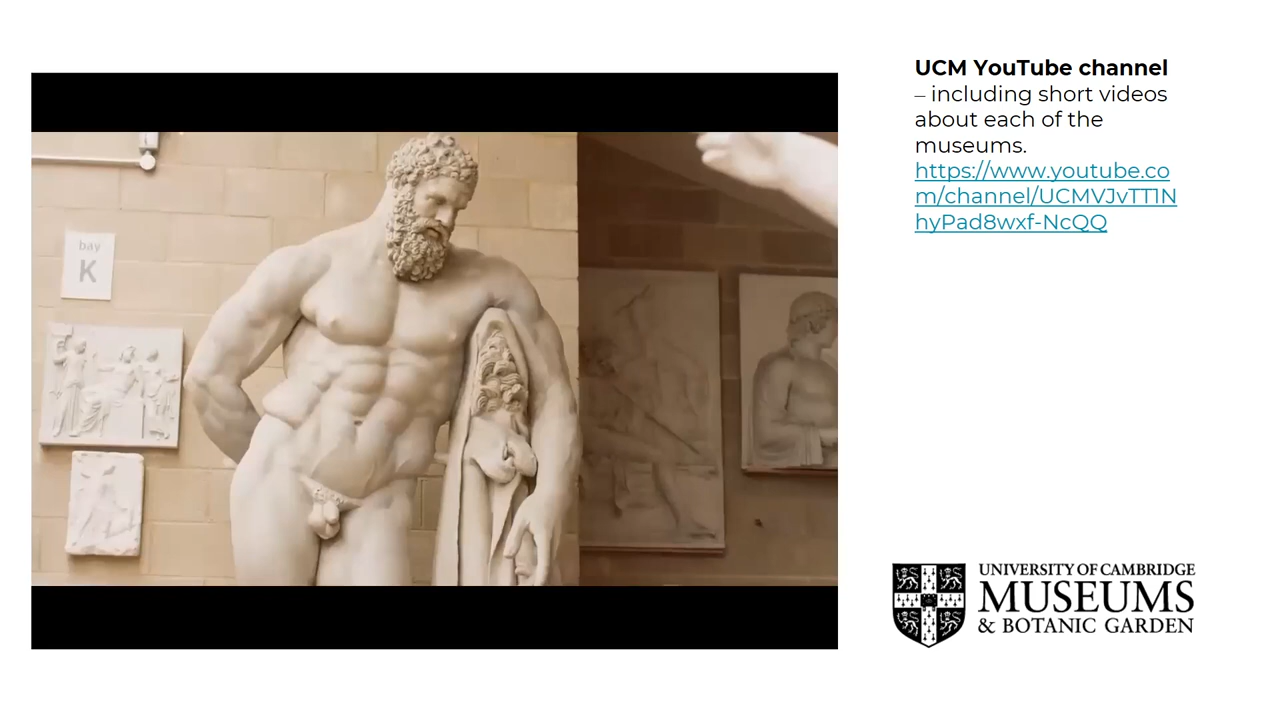 UCM YouTube channel
– including short videos
about each of the
museums.
https://www.youtube.co
m/channel/UCMVJvTT1N
hyPad8wxf-NcQQ
bay
K
UNIVERSITY OF CAMBRIDGE
MUSEUMS
& BOTANIC GARDEN